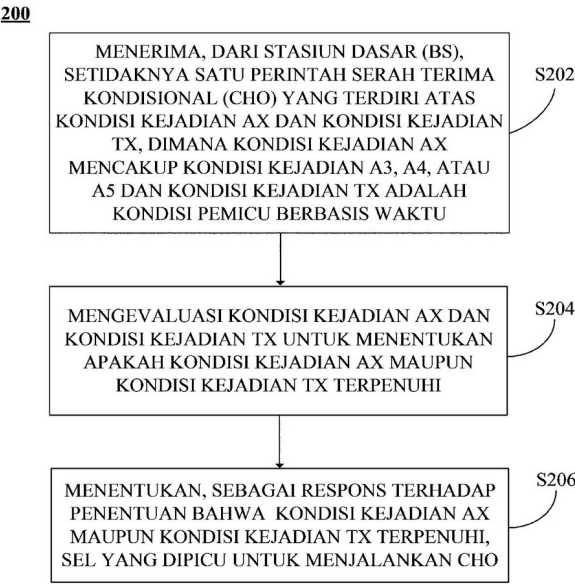 200
MENERIMA, DARI STASIUN DASAR (BS),
SETIDAKNYA SATU PERINTAH SERAH TERIMA
KONDISIONAL (CHO) YANG TERDIRI ATAS
KONDISI KEJADIAN AX DAN KONDISI KEJADIAN
TX, DIMANA KONDISI KEJADIAN AX
MENCAKUP KONDISI KEJADIAN A3, A4, ATAU
A5 DAN KONDISI KEJADIAN TX ADALAH
KONDISI PEMICU BERBASIS WAKTU
S202
MENGEVALUASI KONDISI KEJADIAN AX DAN
KONDISI KEJADIAN TX UNTUK MENENTUKAN
APAKAH KONDISI KEJADIAN AX MAUPUN
KONDISI KEJADIAN TX TERPENUHI
S204
MENENTUKAN, SEBAGAI RESPONS TERHADAP
PENENTUAN BAHWA KONDISI KEJADIAN AX
MAUPUN KONDISI KEJADIAN TX TERPENUHI,
SEL YANG DIPICU UNTUK MENJALANKAN CHO
S206